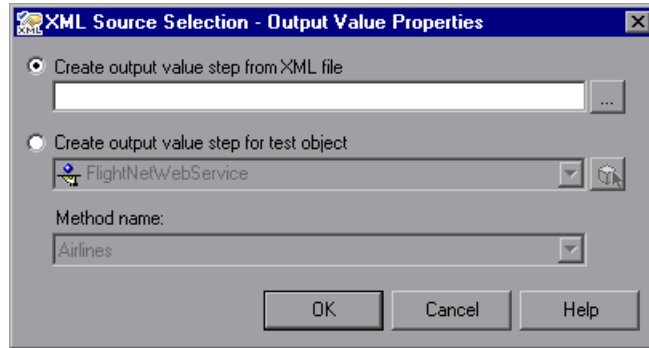 XML Source Selection - Output Value Properties
Create output value step from XML file
...
Create output value step for test object
FlightNetWebService
Method name:
Airlines
OK Cancel Help